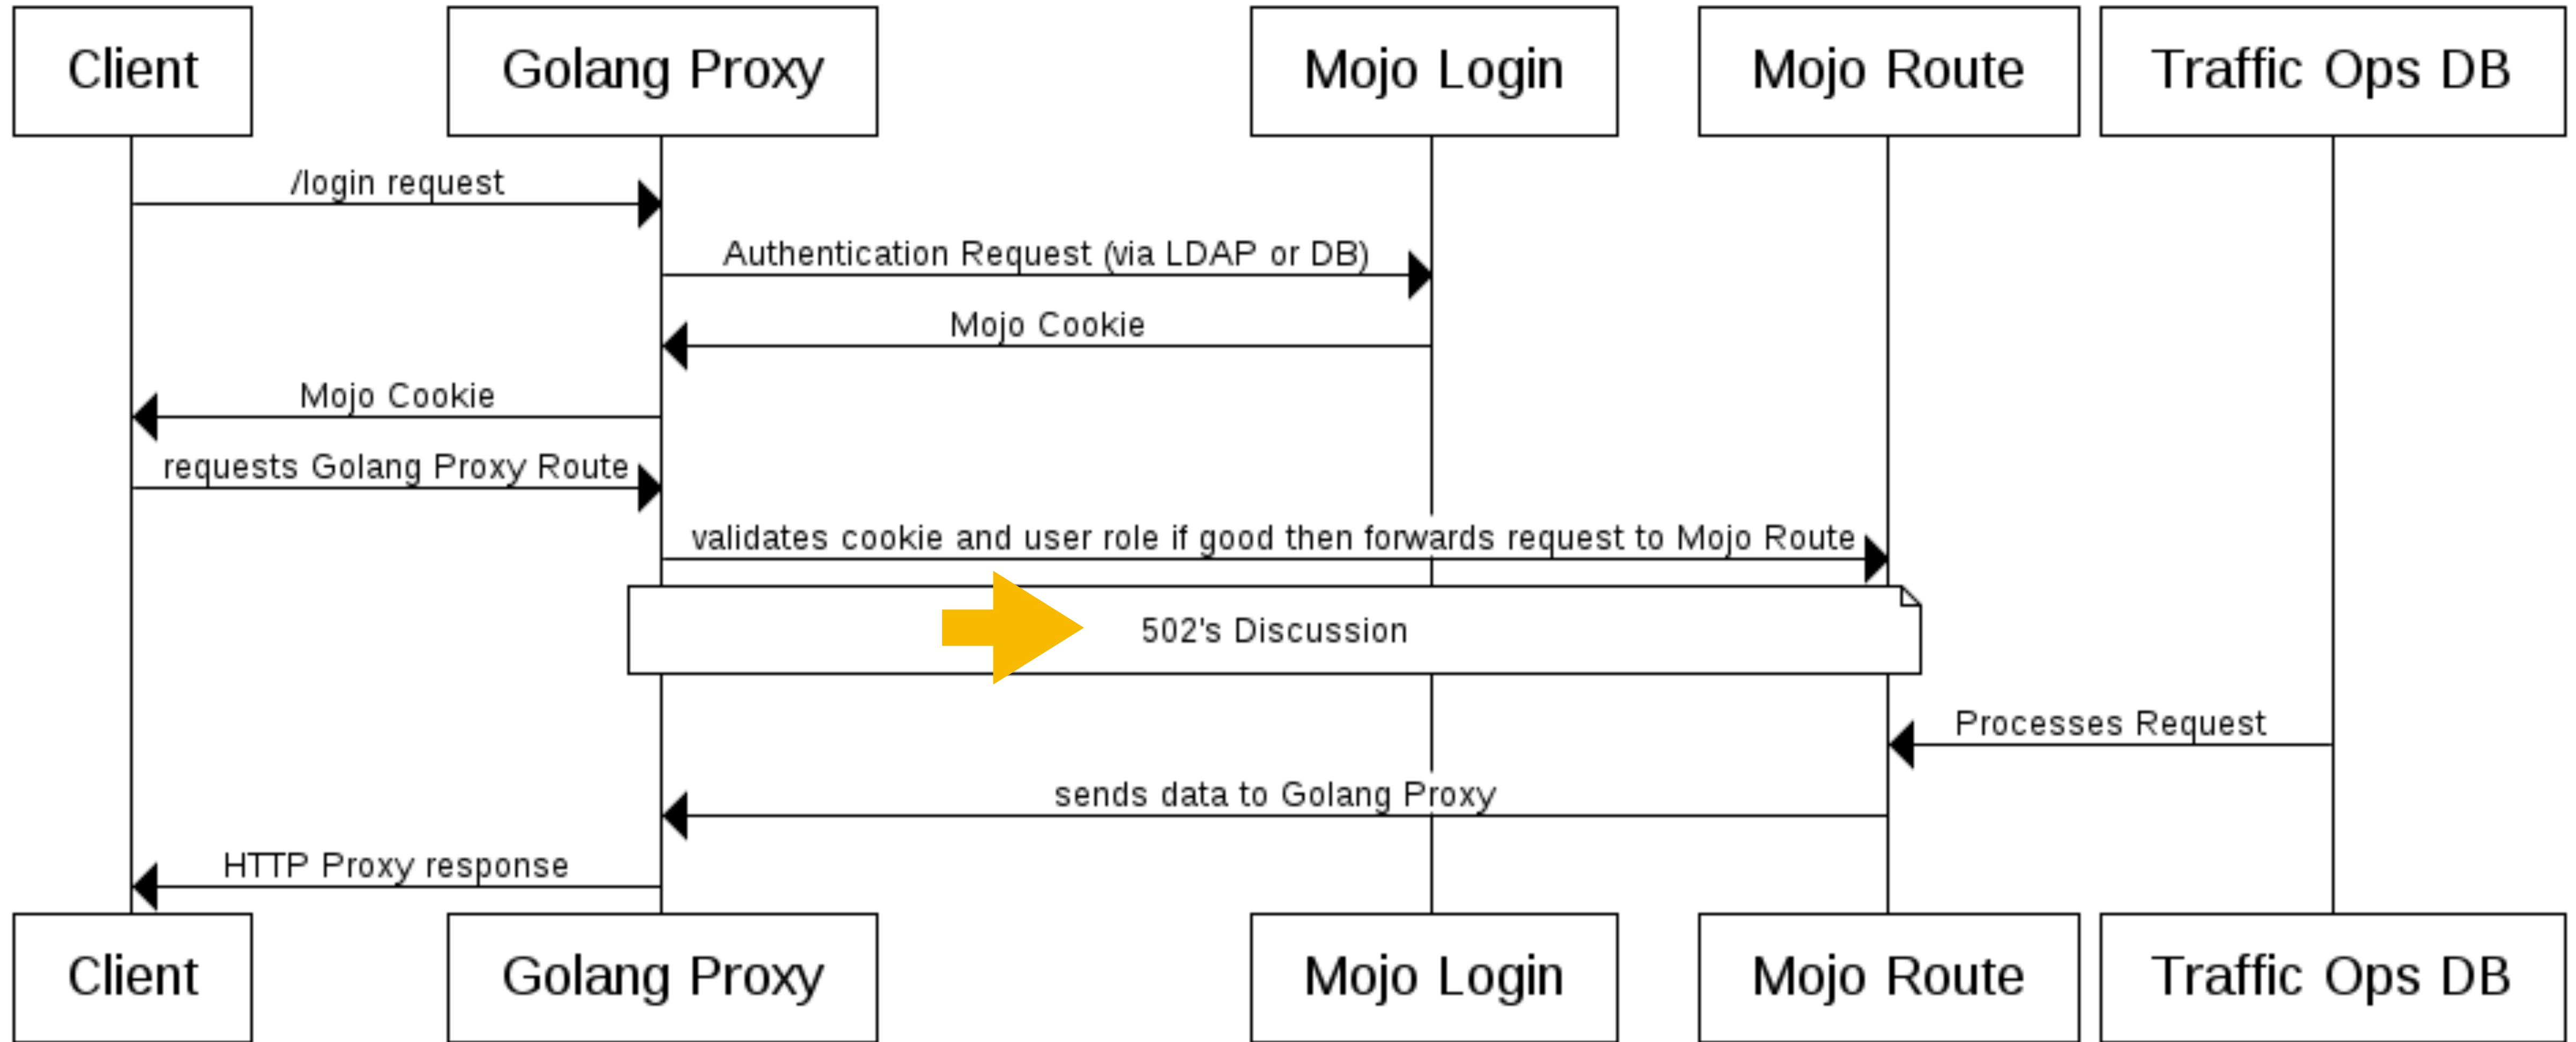 Client
Golang Proxy
Mojo Login
Mojo Route
Traffic Ops DB
/login request
Authentication Request (via LDAP or DB)
Mojo Cookie
Mojo Cookie
requests Golang Proxy Route
validates cookie and user role if good then forwards request to Mojo Route
502's Discussion
Processes Request
sends data to Golang Proxy
HTTP Proxy response
Client
Golang Proxy
Mojo Login
Mojo Route
Traffic Ops DB